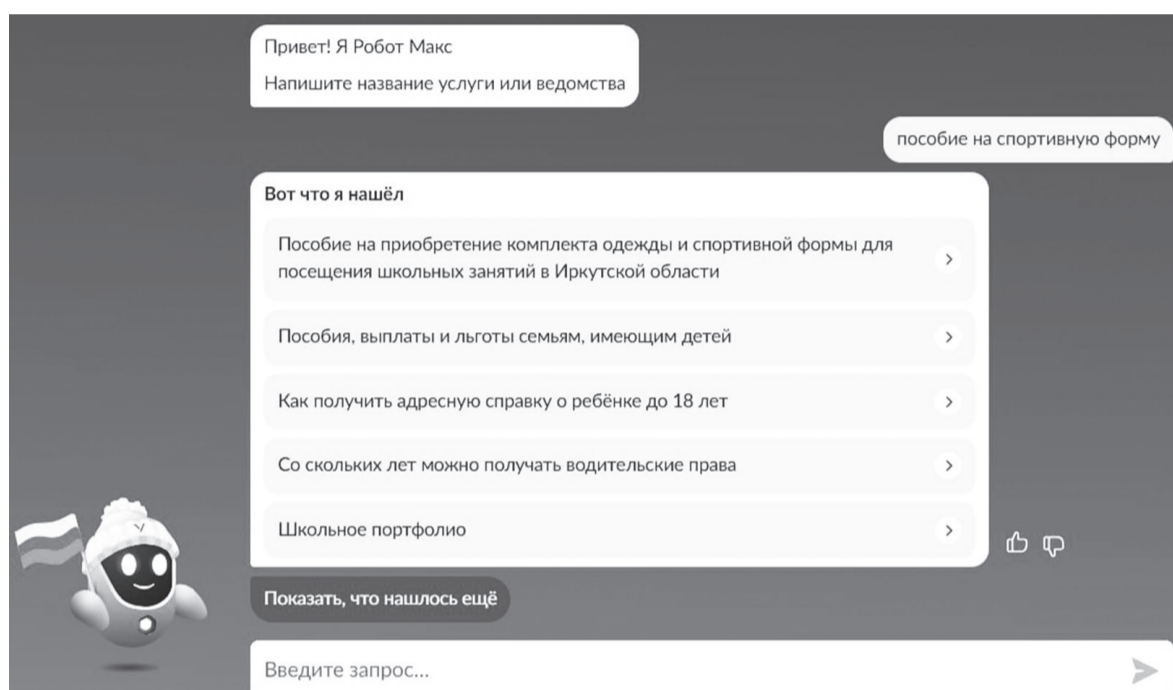 Привет! Я Робот Макс
Напишите название услуги или ведомства
пособие на спортивную форму
Вот что я нашёл
Пособие на приобретение комплекта одежды и спортивной формы для
посещения школьных занятий в Иркутской области
Пособия, выплаты и льготы семьям, имеющим детей
Как получить адресную справку о ребёнке до 18 лет
Со скольких лет можно получать водительские права
Школьное портфолио
Показать, что нашлось ещё
Введите запрос...